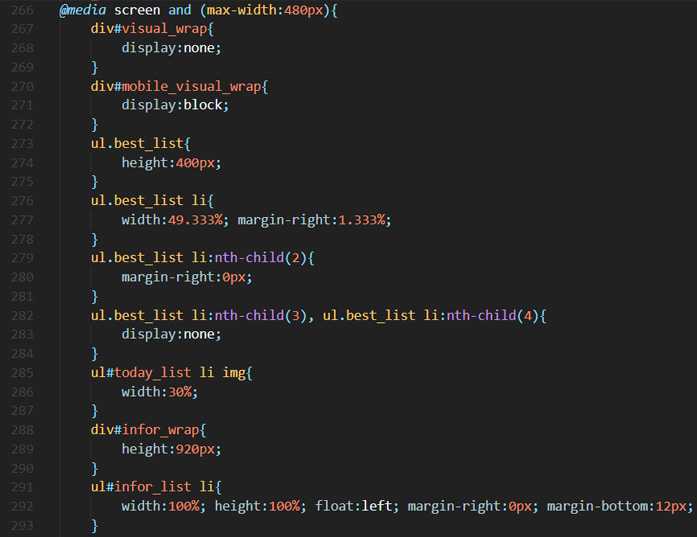 266 @media screen and (max-width:480px){
267 div#visual_wrap{
268 display:none;
269 }
270 div#mobile_visual_wrap{
271 display:block;
272 }
273 ul.best_list{
274 height:400px;
275 }
276 ul.best_list li{
277 width:49.333%; margin-right:1.333%;
278 }
279 ul.best_list li:nth-child(2){
280 margin-right:0px;
281 }
282 ul.best_list li:nth-child(3), ul.best_list li:nth-child(4){
283 display:none;
284 }
285 ul#today_list li img{
286 width:30%;
287 }
288 div#infor_wrap{
289 height:920px;
290 }
291 ul#infor_list li{
292 width:100%; height:100%; float:left; margin-right:0px; margin-bottom:12px;
293 }